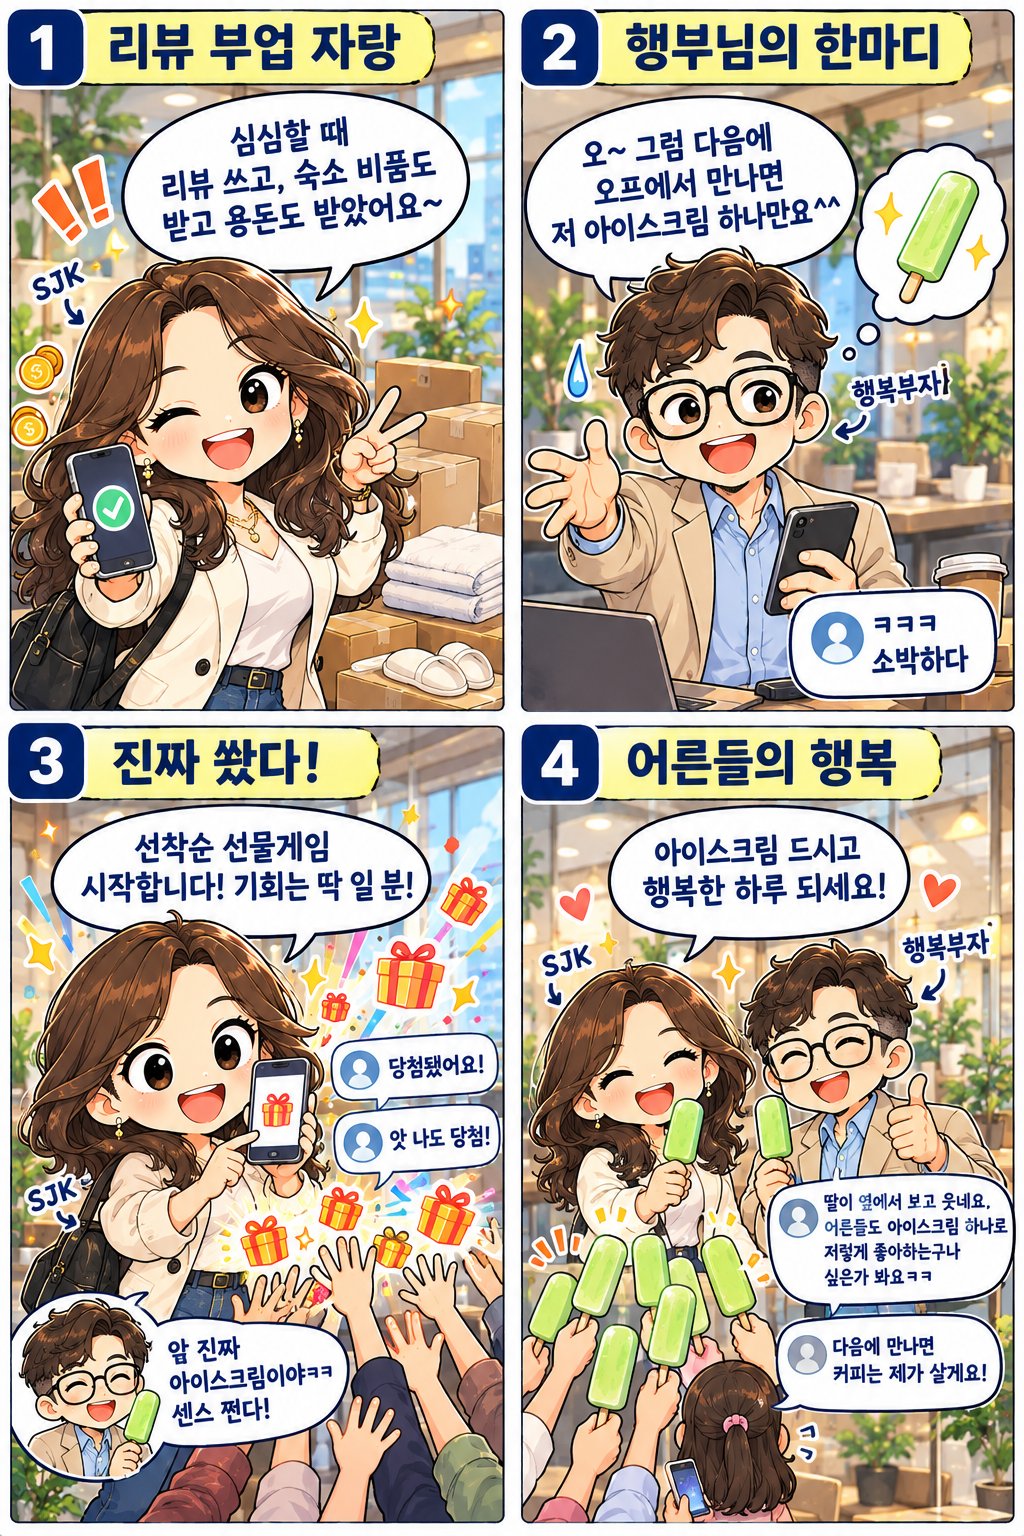 1 리뷰 부업 자랑
심심할 때
리뷰 쓰고, 숙소 비품도
받고 용돈도 받았어요~
SJK
2 행부님의 한마디
오~ 그럼 다음에
오프에서 만나면
저 아이스크림 하나만요^^
행복부자
ㅋㅋㅋ
소박하다
3 진짜 쐈다!
선착순 선물게임
시작합니다! 기회는 딱 일 분!
당첨됐어요!
앗 나도 당첨!
SJK
앞 진짜
아이스크림이야ㅋㅋ
센스 쩐다!
4 어른들의 행복
아이스크림 드시고
행복한 하루 되세요!
SJK
행복부자
딸이 옆에서 보고 웃네요.
어른들도 아이스크림 하나로
저렇게 좋아하는구나
싶은가 봐요ㅋㅋ
다음에 만나면
커피는 제가 살게요!
ㅋㅋ